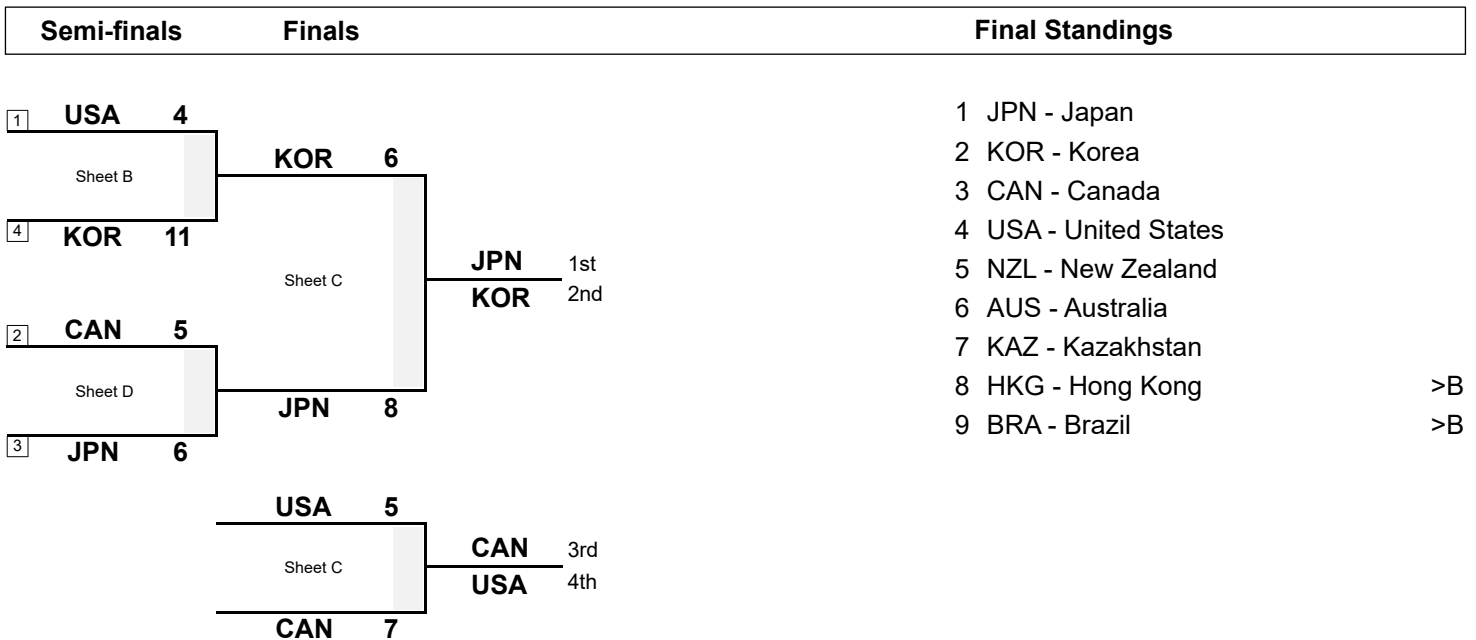 Semi-finals Finals Final Standings
1 USA 4
Sheet B
4 KOR 11
KOR 6
Sheet C
JPN 8
2 CAN 5
Sheet D
3 JPN 6
JPN 1st
KOR 2nd
USA 5
Sheet C
CAN 7
CAN 3rd
USA 4th
1 JPN - Japan
2 KOR - Korea
3 CAN - Canada
4 USA - United States
5 NZL - New Zealand
6 AUS - Australia
7 KAZ - Kazakhstan
8 HKG - Hong Kong >B
9 BRA - Brazil >B